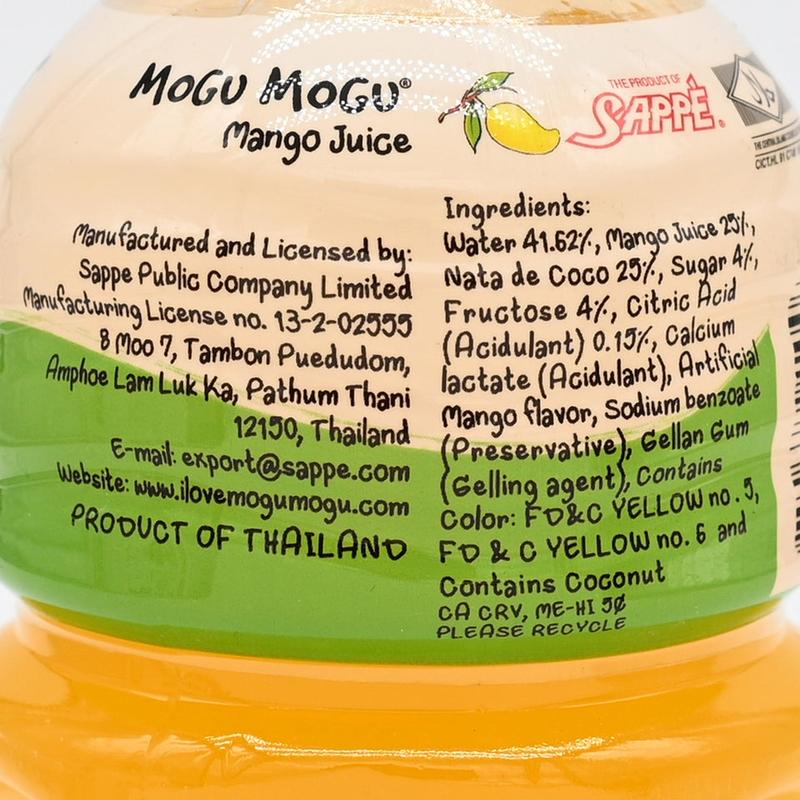 MOGU MOGU®
Mango Juice
THE PRODUCT OF
SAPPÉ®
Manufactured and Licensed by:
Sappe Public Company Limited
Manufacturing License no. 13-2-02555
8 Moo 7, Tambon Puedudom,
Amphoe Lam Luk Ka, Pathum Thani
12150, Thailand
E-mail: export@sappe.com
Website: www.ilovemogumogu.com
PRODUCT OF THAILAND
Ingredients:
Water 41.62%, Mango Juice 25%,
Nata de Coco 25%, Sugar 4%,
Fructose 4%, Citric Acid
(Acidulant) 0.15%, Calcium
lactate (Acidulant), Artificial
Mango flavor, Sodium benzoate
(Preservative), Gellan Gum
(Gelling agent), Contains
Color: FD&C YELLOW no. 5,
FD & C YELLOW no. 6 and
Contains Coconut
CA CRV, ME-HI 5¢
PLEASE RECYCLE